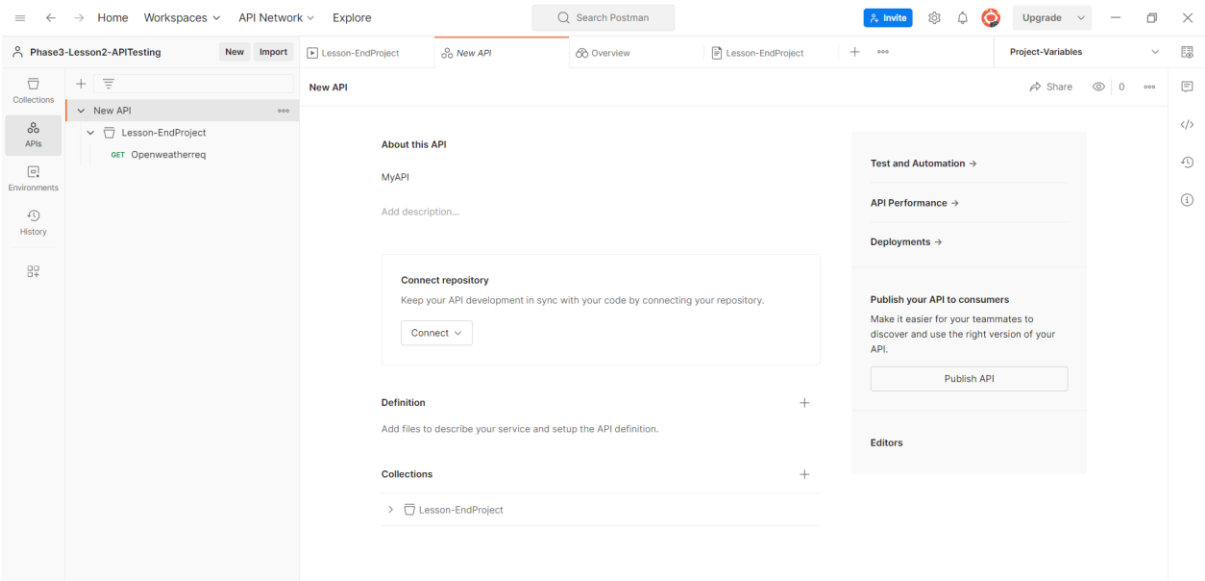 Home Workspaces API Network Explore Search Postman Invite Upgrade
Phase3-Lesson2-APITesting New Import Lesson-EndProject New API Overview Lesson-EndProject Project-Variables
Collections
APIs
Environments
History
New API
Lesson-EndProject
GET Openweatherreq
New API Share 0
About this API
MyAPI
Add description...
Connect repository
Keep your API development in sync with your code by connecting your repository.
Connect
Definition
Add files to describe your service and setup the API definition.
Collections
Lesson-EndProject
Test and Automation →
API Performance →
Deployments →
Publish your API to consumers
Make it easier for your teammates to
discover and use the right version of your
API.
Publish API
Editors